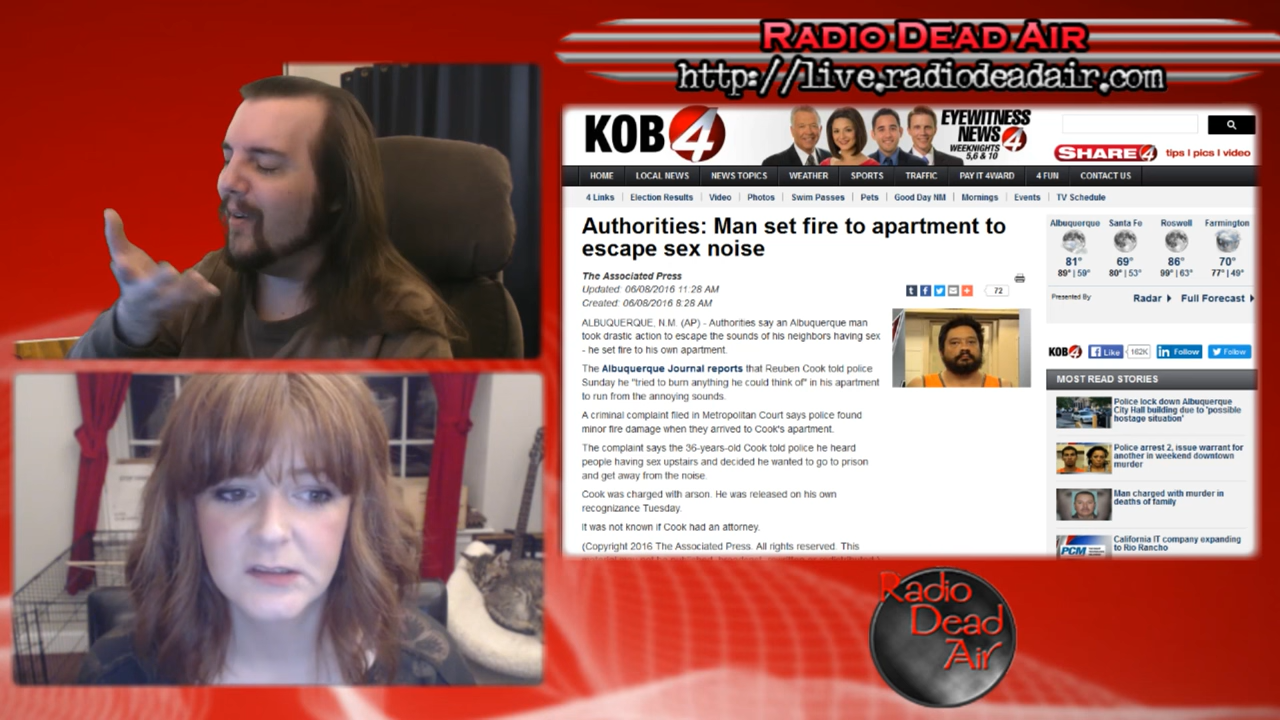 RADIO DEAD AIR
http://live.radiodeadair.com
KOB 4
EYEWITNESS
NEWS 4
WEEKNIGHTS
5,6 & 10
SHARE 4 tips | pics | video
HOME LOCAL NEWS NEWS TOPICS WEATHER SPORTS TRAFFIC PAY IT 4WARD 4 FUN CONTACT US
4 Links Election Results Video Photos Swim Passes Pets Good Day NM Mornings Events TV Schedule
Authorities: Man set fire to apartment to
escape sex noise
The Associated Press
Updated: 06/08/2016 11:28 AM
Created: 06/08/2016 8:28 AM
72
ALBUQUERQUE, N.M. (AP) - Authorities say an Albuquerque man
took drastic action to escape the sounds of his neighbors having sex
- he set fire to his own apartment.
The Albuquerque Journal reports that Reuben Cook told police
Sunday he "tried to burn anything he could think of" in his apartment
to run from the annoying sounds.
A criminal complaint filed in Metropolitan Court says police found
minor fire damage when they arrived to Cook's apartment.
The complaint says the 36-years-old Cook told police he heard
people having sex upstairs and decided he wanted to go to prison
and get away from the noise.
Cook was charged with arson. He was released on his own
recognizance Tuesday.
It was not known if Cook had an attorney.
(Copyright 2016 The Associated Press. All rights reserved. This
Albuquerque Santa Fe Roswell Farmington
81° 69° 86° 70°
89° | 59° 80° | 53° 99° | 63° 77° | 49°
Presented By Radar Full Forecast
KOB 4 Like 162K Follow Follow
MOST READ STORIES
Police lock down Albuquerque
City Hall building due to 'possible
hostage situation'
Police arrest 2, issue warrant for
another in weekend downtown
murder
Man charged with murder in
deaths of family
PCM
California IT company expanding
to Rio Rancho
Radio
Dead
Air